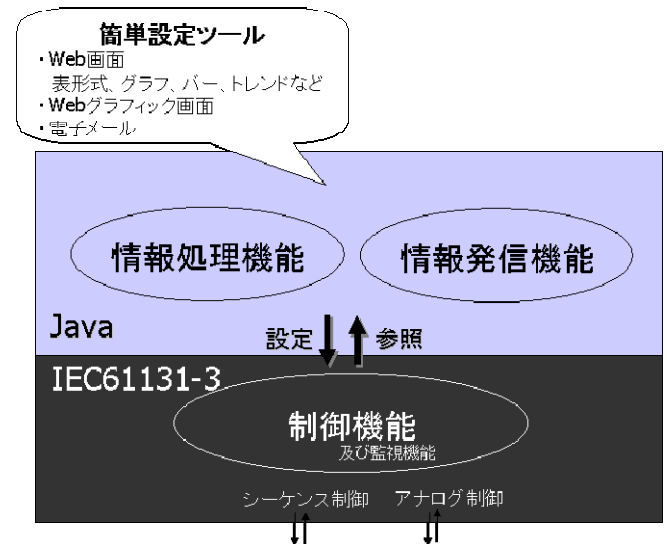 簡単設定ツール
・Web画面
表形式、グラフ、バー、トレンドなど
・Webグラフィック画面
・電子メール
情報処理機能
情報発信機能
Java
設定
参照
IEC61131-3
制御機能
及び監視機能
シーケンス制御
アナログ制御